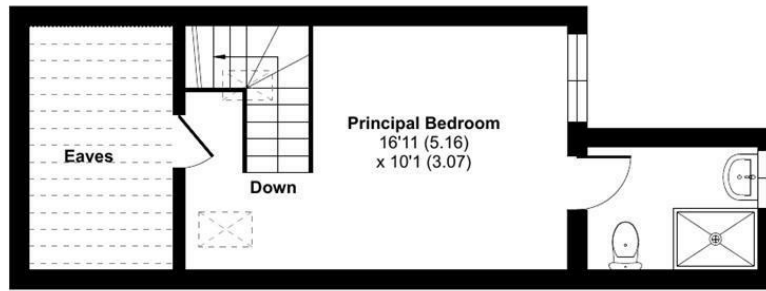 Principal Bedroom
16'11 (5.16)
x 10'1 (3.07)
Eaves
Down